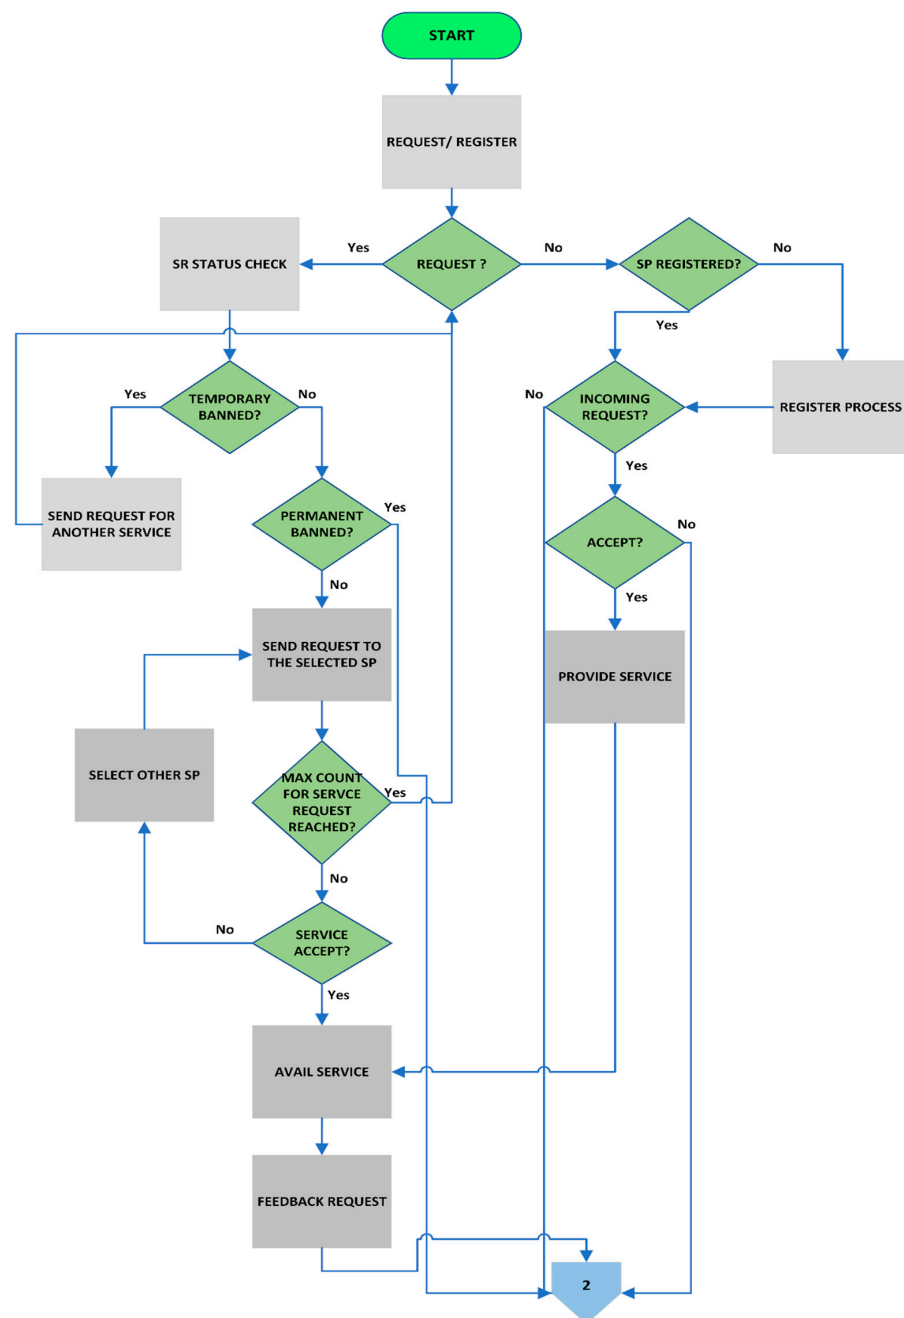 START
REQUEST/ REGISTER
SR STATUS CHECK
Yes
REQUEST ?
No
SP REGISTERED?
No
Yes
Yes
TEMPORARY
BANNED?
No
No
INCOMING
REQUEST?
REGISTER PROCESS
Yes
SEND REQUEST FOR
ANOTHER SERVICE
PERMANENT
BANNED?
Yes
ACCEPT?
No
No
Yes
SEND REQUEST TO
THE SELECTED SP
PROVIDE SERVICE
SELECT OTHER SP
MAX COUNT
FOR SERVCE
REQUEST
REACHED?
Yes
No
No
SERVICE
ACCEPT?
Yes
AVAIL SERVICE
FEEDBACK REQUEST
2